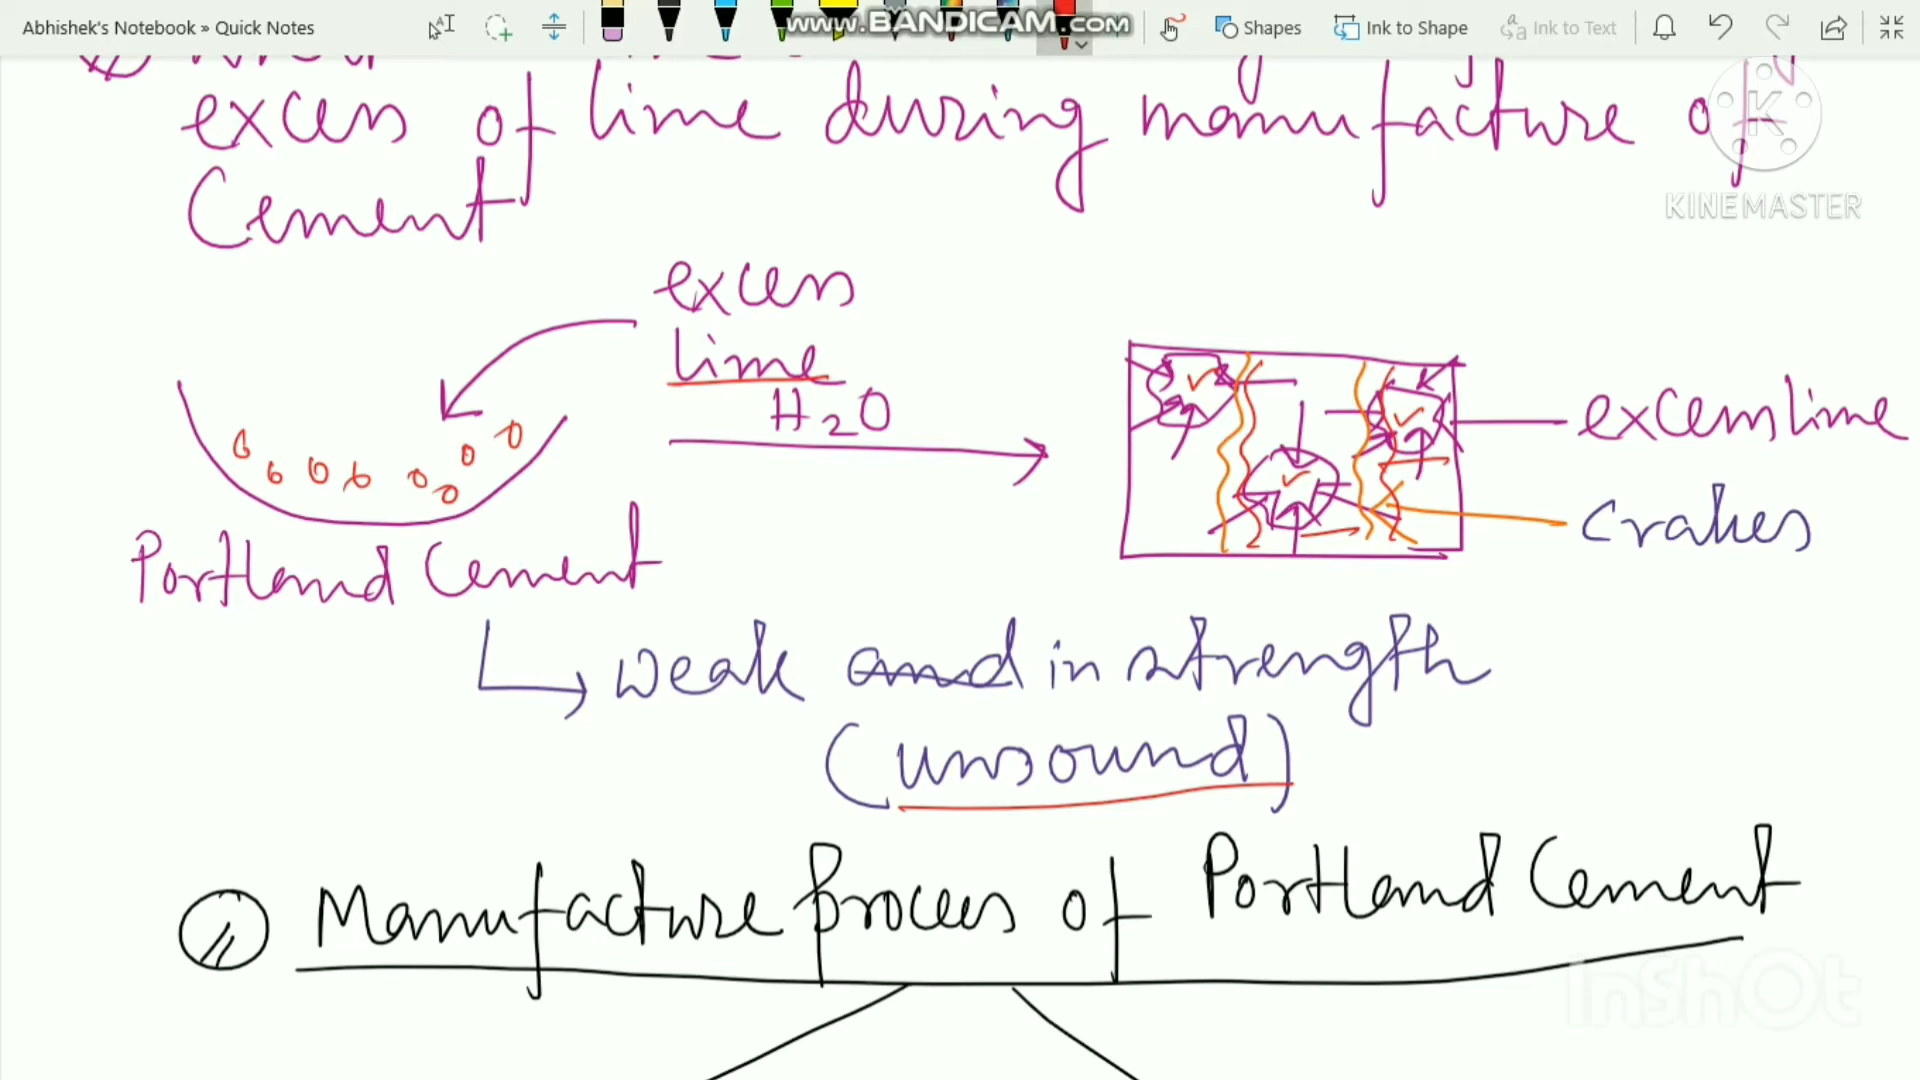 Abhishek's Notebook » Quick Notes
www.BANDICAM.com
Shapes
Ink to Shape
Ink to Text
excess of lime during manufacture of
Cement
KINEMASTER
excess
lime
H₂O
excess lime
crakes
Portland Cement
weak and in strength
(unsound)
Manufacture process of Portland Cement
InShOt